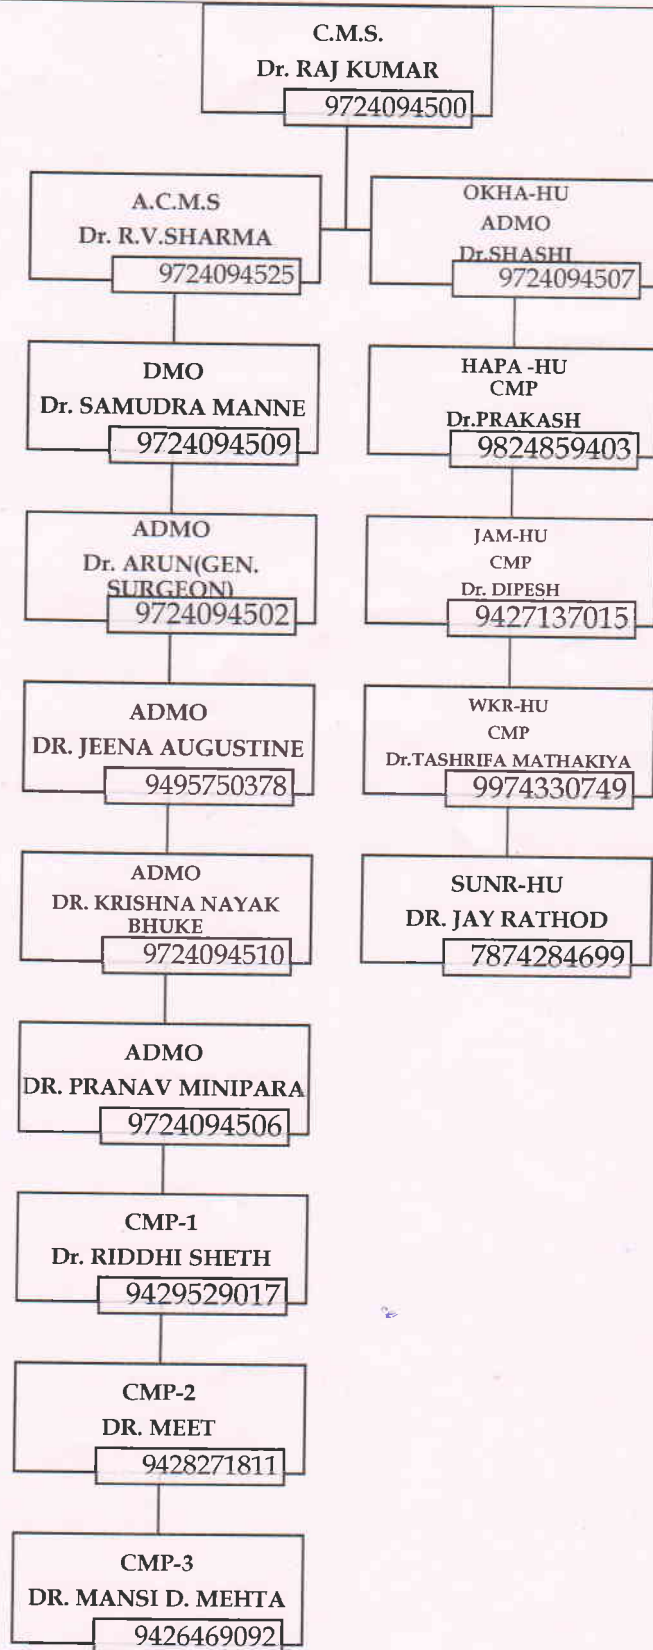 C.M.S.
Dr. RAJ KUMAR
9724094500
A.C.M.S
Dr. R.V.SHARMA
9724094525
DMO
Dr. SAMUDRA MANNE
9724094509
ADMO
Dr. ARUN(GEN.
SURGEON)
9724094502
ADMO
DR. JEENA AUGUSTINE
9495750378
ADMO
DR. KRISHNA NAYAK
BHUKE
9724094510
ADMO
DR. PRANAV MINIPARA
9724094506
CMP-1
Dr. RIDDHI SHETH
9429529017
CMP-2
DR. MEET
9428271811
CMP-3
DR. MANSI D. MEHTA
9426469092
OKHA-HU
ADMO
Dr.SHASHI
9724094507
HAPA -HU
CMP
Dr.PRAKASH
9824859403
JAM-HU
CMP
Dr. DIPESH
9427137015
WKR-HU
CMP
Dr.TASHRIFA MATHAKIYA
9974330749
SUNR-HU
DR. JAY RATHOD
7874284699